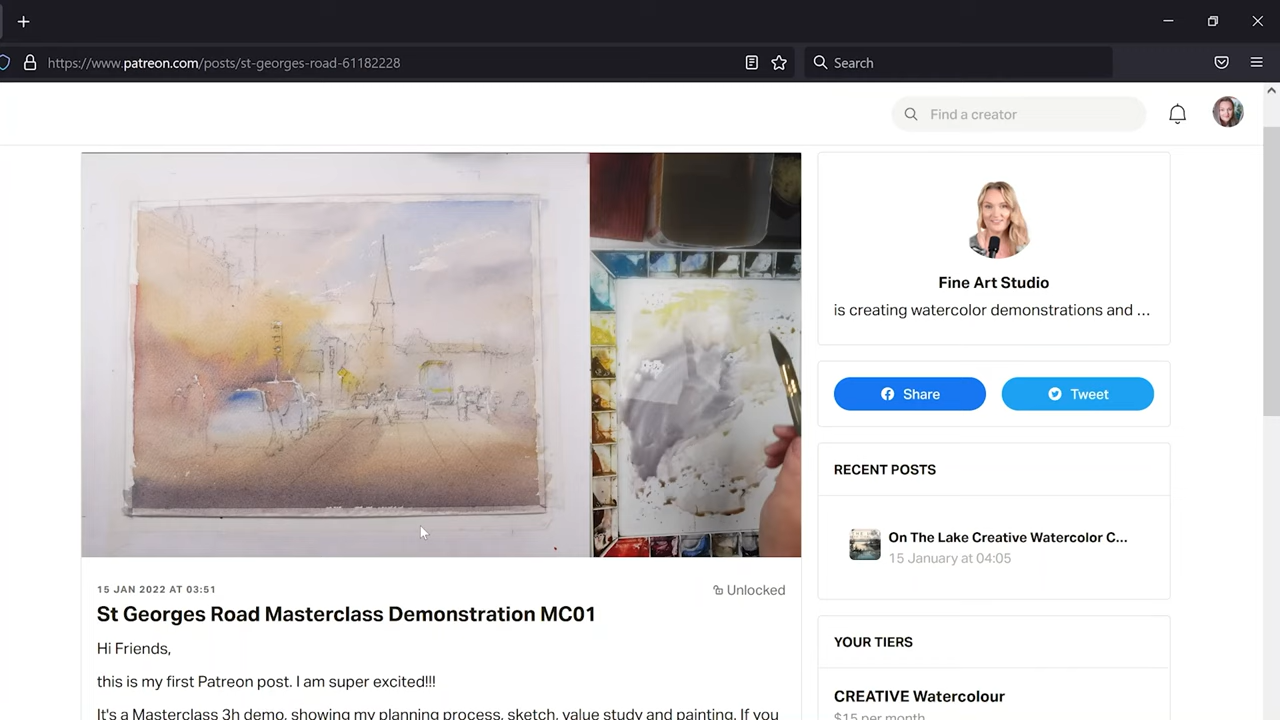 https://www.patreon.com/posts/st-georges-road-61182228
Search
Find a creator
15 JAN 2022 AT 03:51
Unlocked
St Georges Road Masterclass Demonstration MC01
Hi Friends,
this is my first Patreon post. I am super excited!!!
It's a Masterclass 3h demo, showing my planning process, sketch, value study and painting. If you
Fine Art Studio
is creating watercolor demonstrations and …
Share
Tweet
RECENT POSTS
On The Lake Creative Watercolor C...
15 January at 04:05
YOUR TIERS
CREATIVE Watercolour
$15 per month